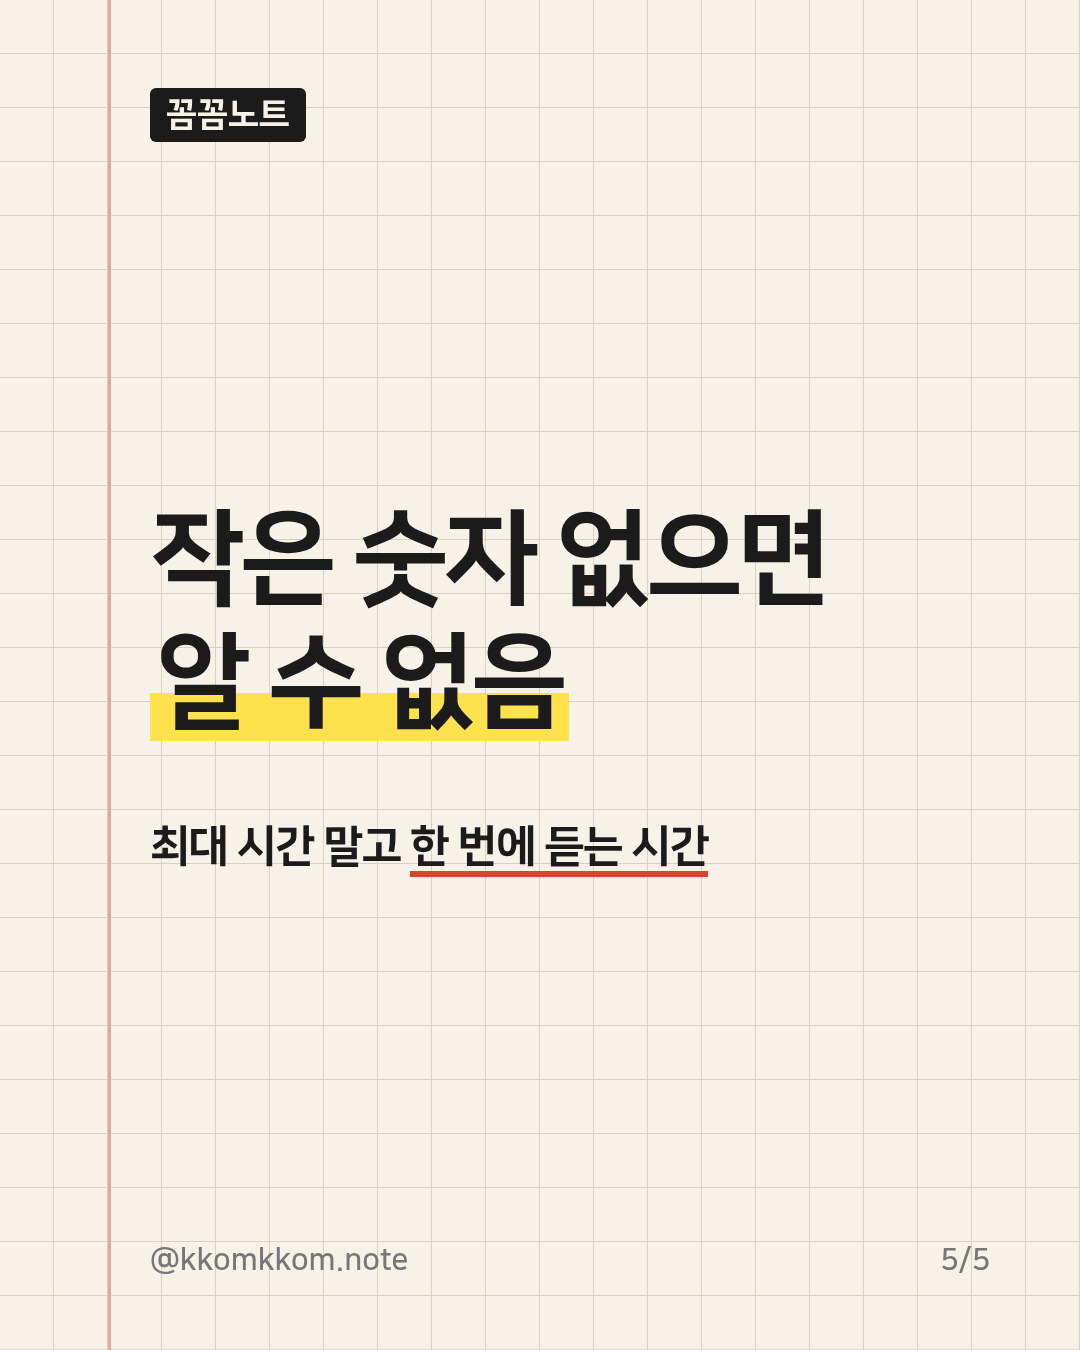 꼼꼼노트
작은 숫자 없으면
알 수 없음
최대 시간 말고 한 번에 듣는 시간
@kkomkkom.note
5/5